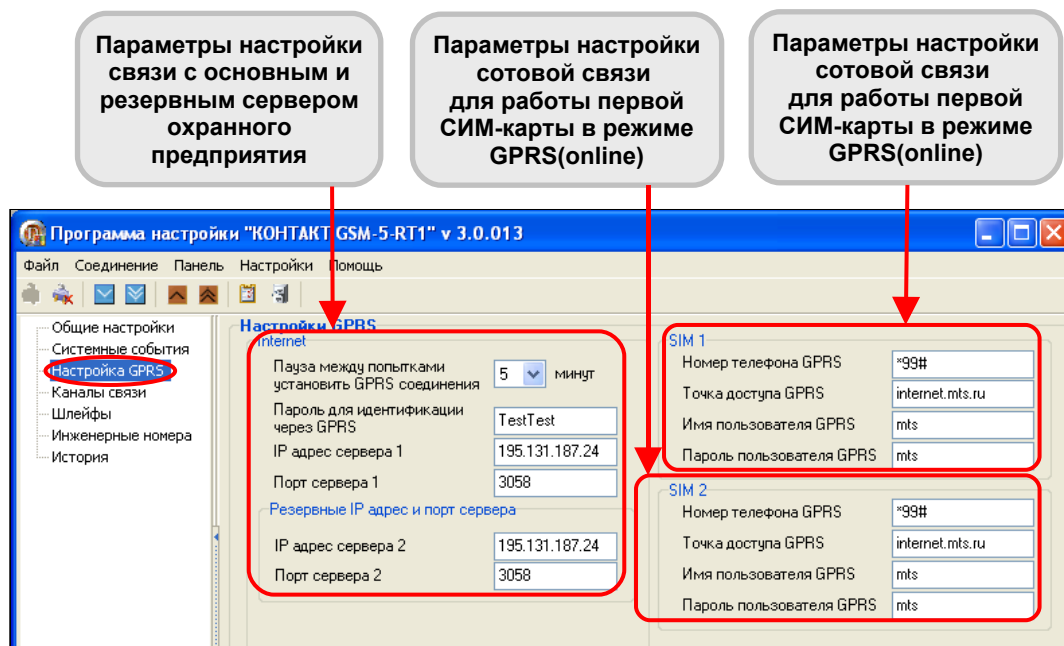 Параметры настройки
связи с основным и
резервным сервером
охранного
предприятия
Параметры настройки
сотовой связи
для работы первой
СИМ-карты в режиме
GPRS(online)
Параметры настройки
сотовой связи
для работы первой
СИМ-карты в режиме
GPRS(online)
Программа настройки "КОНТАКТ GSM-5-RT1" v 3.0.013
Файл Соединение Панель Настройки Помощь
Общие настройки
Системные события
Настройка GPRS
Каналы связи
Шлейфы
Инженерные номера
История
Настройки GPRS
Internet
Пауза между попытками
установить GPRS соединения
5 минут
Пароль для идентификации
через GPRS
TestTest
IP адрес сервера 1 195.131.187.24
Порт сервера 1 3058
Резервные IP адрес и порт сервера
IP адрес сервера 2 195.131.187.24
Порт сервера 2 3058
SIM 1
Номер телефона GPRS *99#
Точка доступа GPRS internet.mts.ru
Имя пользователя GPRS mts
Пароль пользователя GPRS mts
SIM 2
Номер телефона GPRS *99#
Точка доступа GPRS internet.mts.ru
Имя пользователя GPRS mts
Пароль пользователя GPRS mts